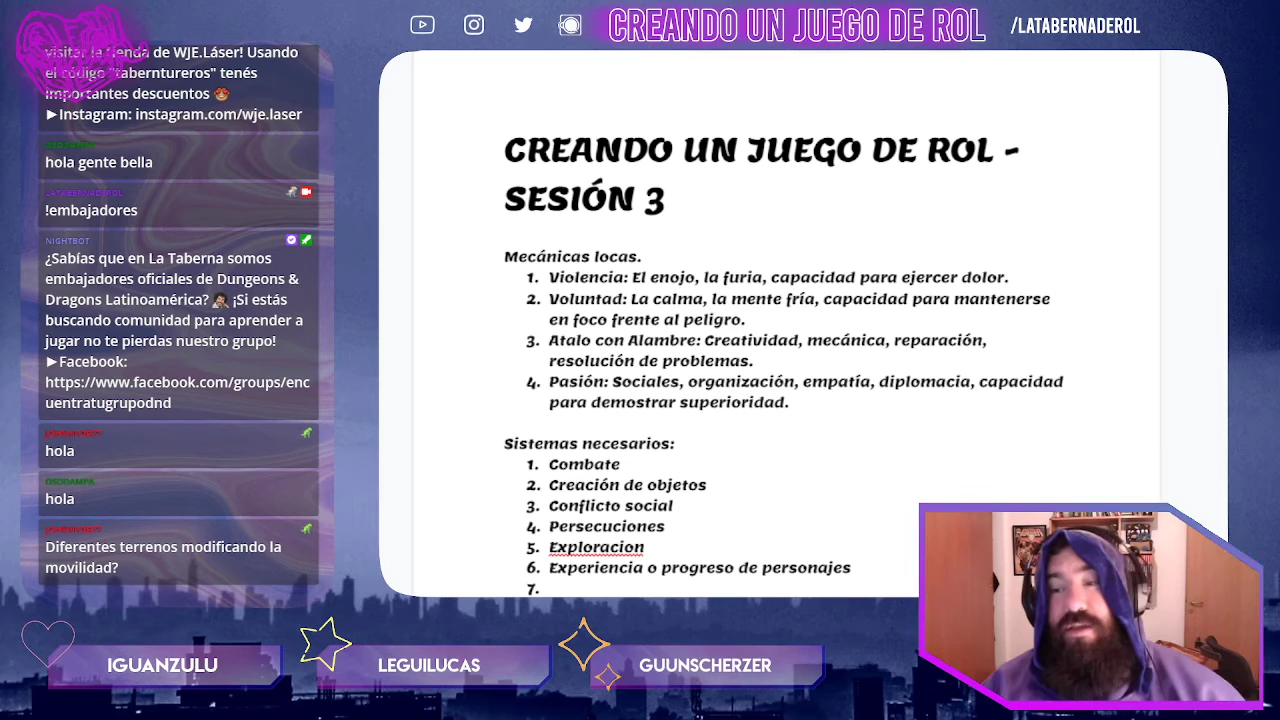 CREANDO UN JUEGO DE ROL
/LATABERNADEROL
visitar la tienda de WJE.Láser! Usando
el código "taberntureros" tenés
importantes descuentos
►Instagram: instagram.com/wje.laser
hola gente bella
LATABERNADEROL
!embajadores
NIGHTBOT
¿Sabías que en La Taberna somos
embajadores oficiales de Dungeons &
Dragons Latinoamérica? ¡Si estás
buscando comunidad para aprender a
jugar no te pierdas nuestro grupo!
►Facebook:
https://www.facebook.com/groups/enc
uentratugrupodnd
hola
OSODAMPA
hola
Diferentes terrenos modificando la
movilidad?
CREANDO UN JUEGO DE ROL -
SESIÓN 3
Mecánicas locas.
1. Violencia: El enojo, la furia, capacidad para ejercer dolor.
2. Voluntad: La calma, la mente fría, capacidad para mantenerse
en foco frente al peligro.
3. Atalo con Alambre: Creatividad, mecánica, reparación,
resolución de problemas.
4. Pasión: Sociales, organización, empatía, diplomacia, capacidad
para demostrar superioridad.
Sistemas necesarios:
1. Combate
2. Creación de objetos
3. Conflicto social
4. Persecuciones
5. Exploracion
6. Experiencia o progreso de personajes
7.
IGUANZULU
LEGUILUCAS
GUUNSCHERZER